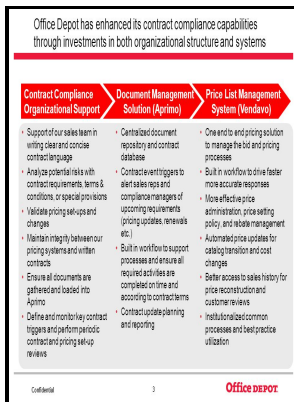 Office Depot has enhanced its contract compliance capabilities
through investments in both organizational structure and systems
Contract Compliance
Organizational Support
• Support of our sales team in
writing clear and concise
contract language
• Analyze potential risks with
contract requirements, terms &
conditions, or special provisions
• Validate pricing set-ups and
changes
• Maintain integrity between our
pricing systems and written
contracts
• Ensure all documents are
gathered and loaded into
Aprimo
• Define and monitor key contract
triggers and perform periodic
contract and pricing set-up
reviews
Document Management
Solution (Aprimo)
• Centralized document
repository and contract
database
• Contract event triggers to
alert sales reps and
compliance managers of
upcoming requirements
(pricing updates, renewals
etc.)
• Built in workflow to support
processes and ensure all
required activities are
completed on time and
according to contract terms
• Contract update planning
and reporting
Price List Management
System (Vendavo)
• One end to end pricing solution
to manage the bid and pricing
processes
• Built in workflow to drive faster
more accurate responses
• More effective price
administration, price setting
policy, and rebate management
• Automated price updates for
catalog transition and cost
changes
• Better access to sales history for
price reconstruction and
customer reviews
• Institutionalized common
processes and best practice
utilization
Confidential
3
Office DEPOT